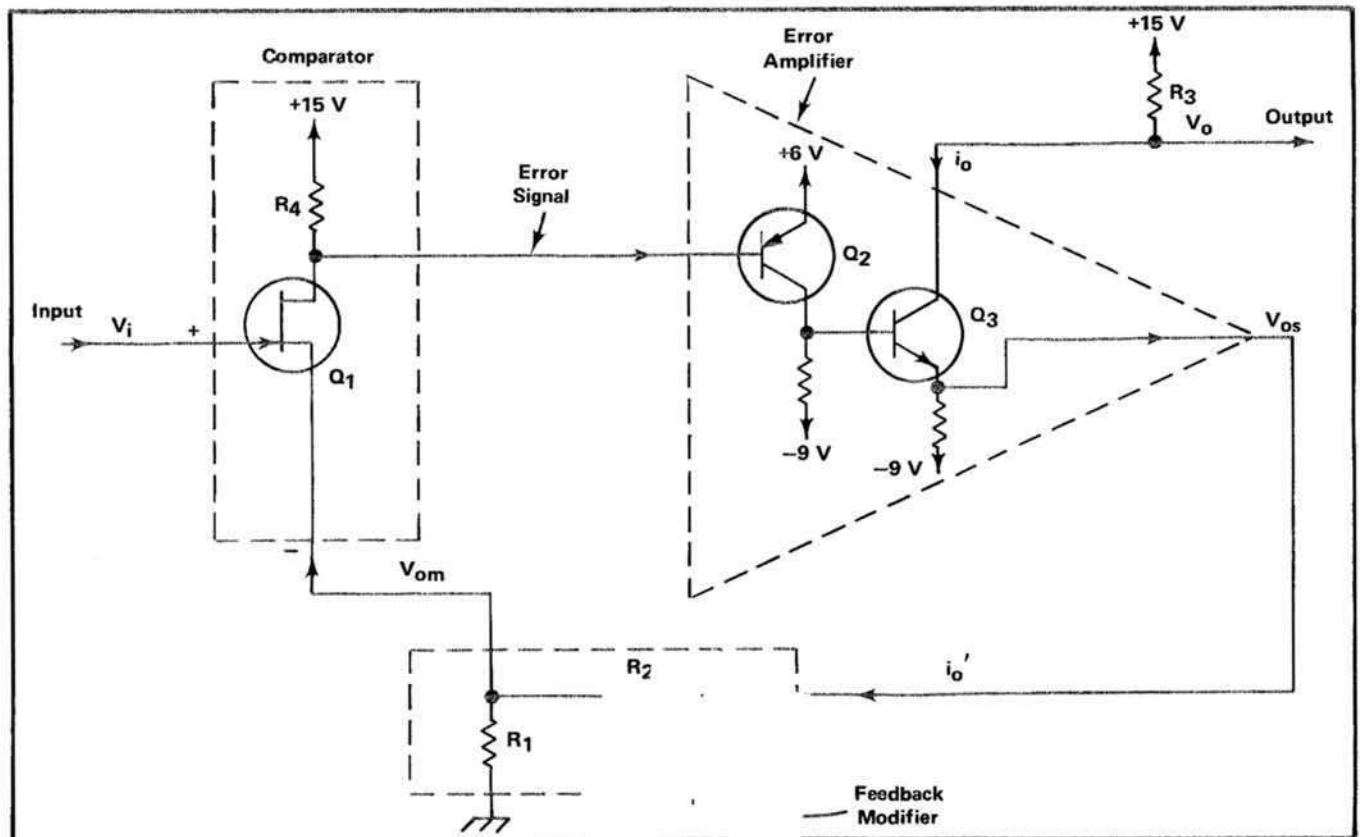 Comparator
+15 V
R4
Input
Vi
+
Q1
−
Vom
Error
Signal
Error
Amplifier
+6 V
Q2
−9 V
Q3
−9 V
io
+15 V
R3
Vo
Output
Vos
io'
R2
R1
Feedback
Modifier